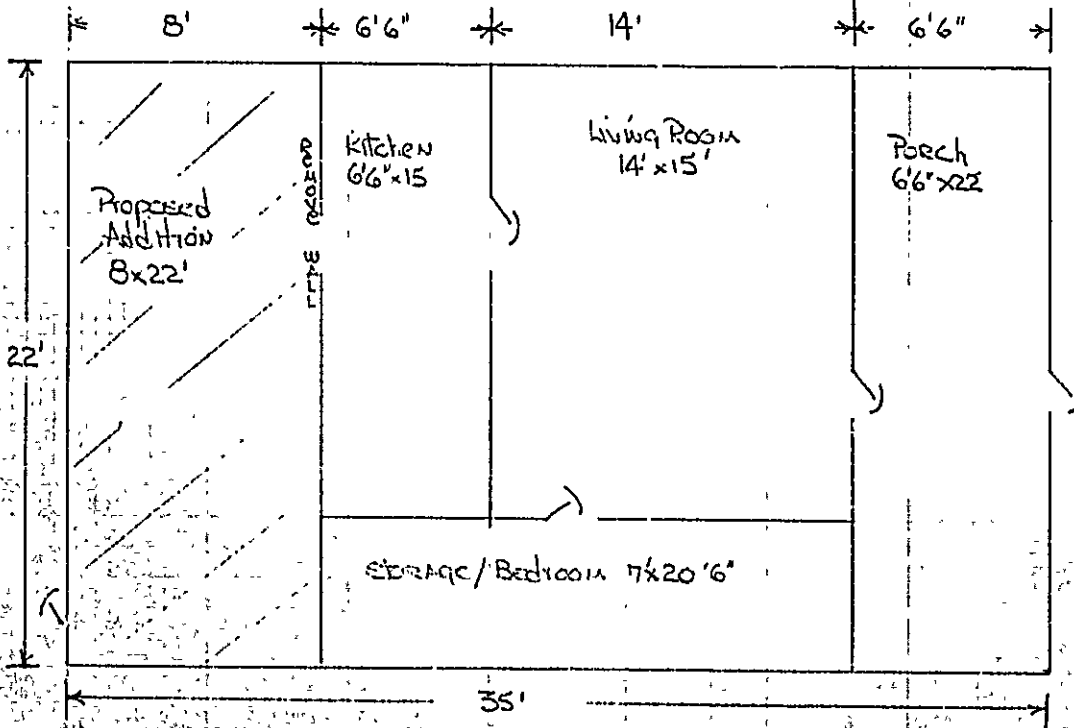 8' 6'6" 14' 6'6"
Kitchen
6'6"x15
Living Room
14'x15'
Porch
6'6"x22
Proposed
Addition
8x22'
REMOVE WALL
22'
Storage/Bedroom 7'x20'6"
35'